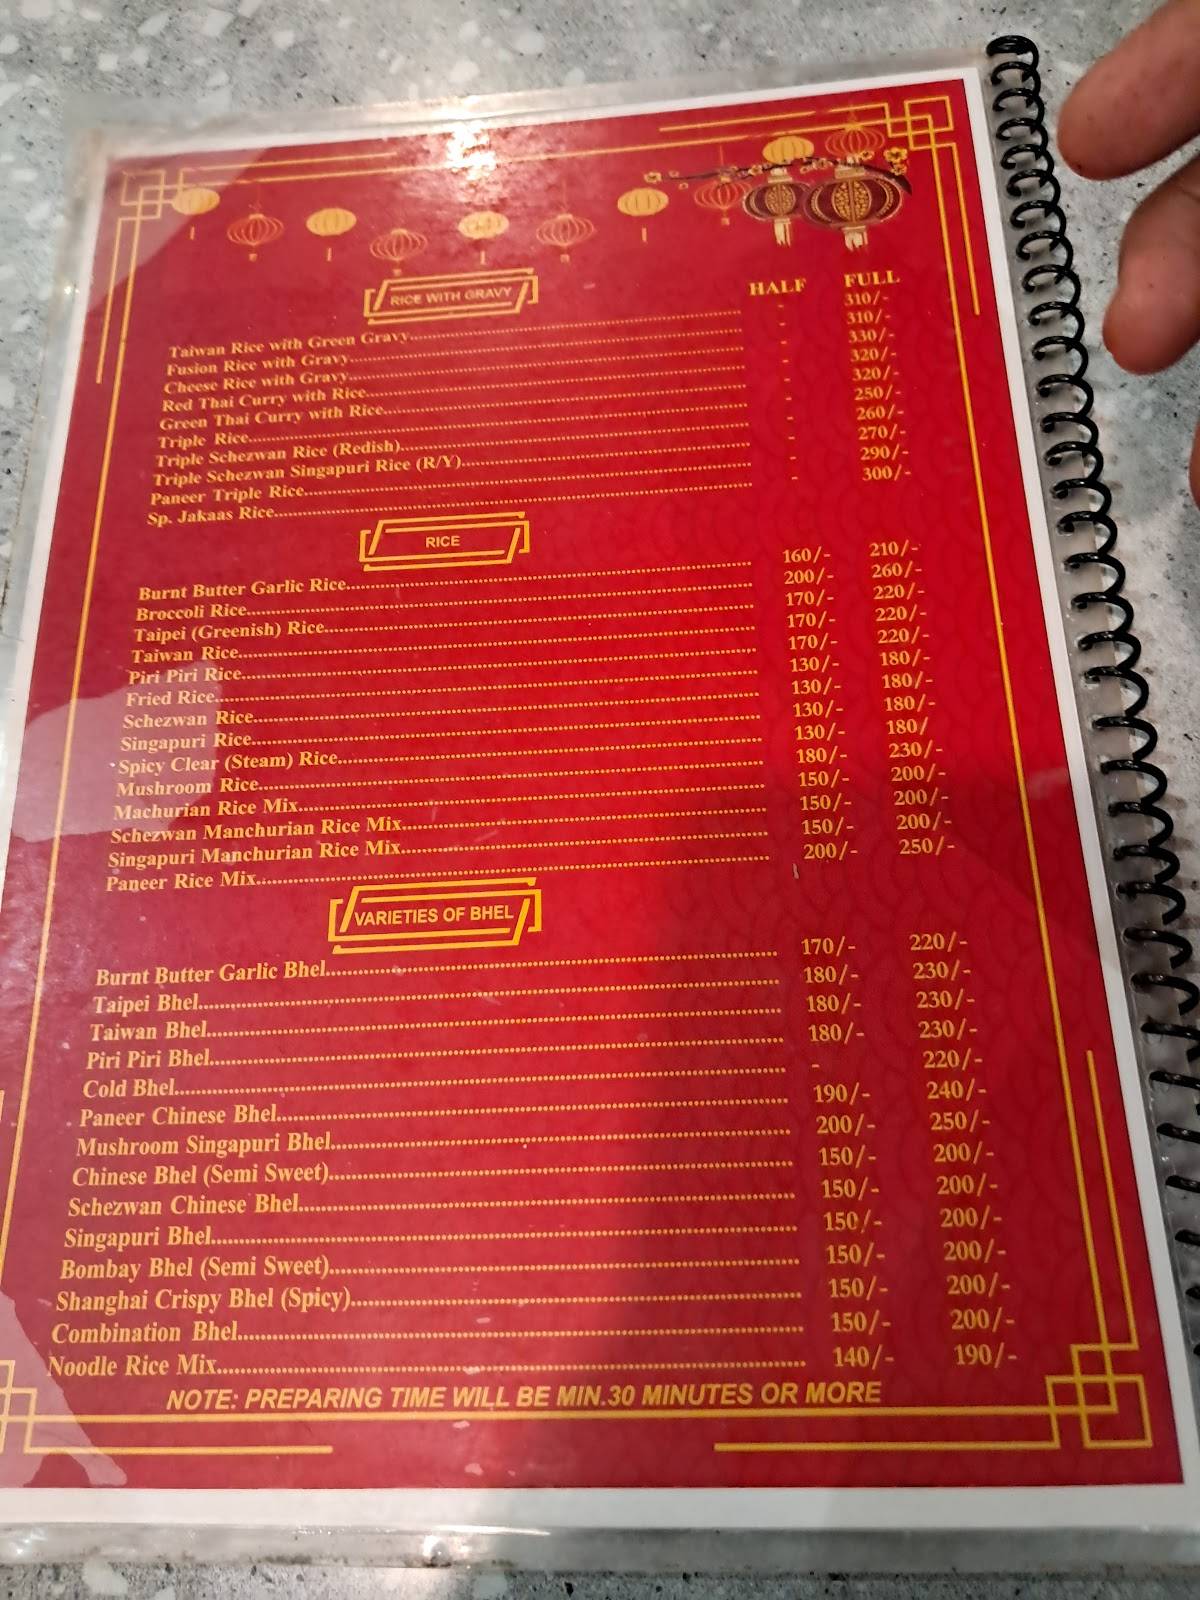 HALF FULL
RICE WITH GRAVY
Taiwan Rice with Green Gravy - 310/-
Fusion Rice with Gravy - 310/-
Cheese Rice with Gravy - 330/-
Red Thai Curry with Rice - 320/-
Green Thai Curry with Rice - 320/-
Triple Rice - 250/-
Triple Schezwan Rice (Redish) - 260/-
Triple Schezwan Singapuri Rice (R/Y) - 270/-
Paneer Triple Rice - 290/-
Sp. Jakaas Rice - 300/-
RICE
Burnt Butter Garlic Rice 160/- 210/-
Broccoli Rice 200/- 260/-
Taipei (Greenish) Rice 170/- 220/-
Taiwan Rice 170/- 220/-
Piri Piri Rice 170/- 220/-
Fried Rice 130/- 180/-
Schezwan Rice 130/- 180/-
Singapuri Rice 130/- 180/-
Spicy Clear (Steam) Rice 130/- 180/
Mushroom Rice 180/- 230/-
Machurian Rice Mix 150/- 200/-
Schezwan Manchurian Rice Mix 150/- 200/-
Singapuri Manchurian Rice Mix 150/- 200/-
Paneer Rice Mix 200/- 250/-
VARIETIES OF BHEL
Burnt Butter Garlic Bhel 170/- 220/-
Taipei Bhel 180/- 230/-
Taiwan Bhel 180/- 230/-
Piri Piri Bhel 180/- 230/-
Cold Bhel - 220/-
Paneer Chinese Bhel 190/- 240/-
Mushroom Singapuri Bhel 200/- 250/-
Chinese Bhel (Semi Sweet) 150/- 200/-
Schezwan Chinese Bhel 150/- 200/-
Singapuri Bhel 150/- 200/-
Bombay Bhel (Semi Sweet) 150/- 200/-
Shanghai Crispy Bhel (Spicy) 150/- 200/-
Combination Bhel 150/- 200/-
Noodle Rice Mix 140/- 190/-
NOTE: PREPARING TIME WILL BE MIN.30 MINUTES OR MORE